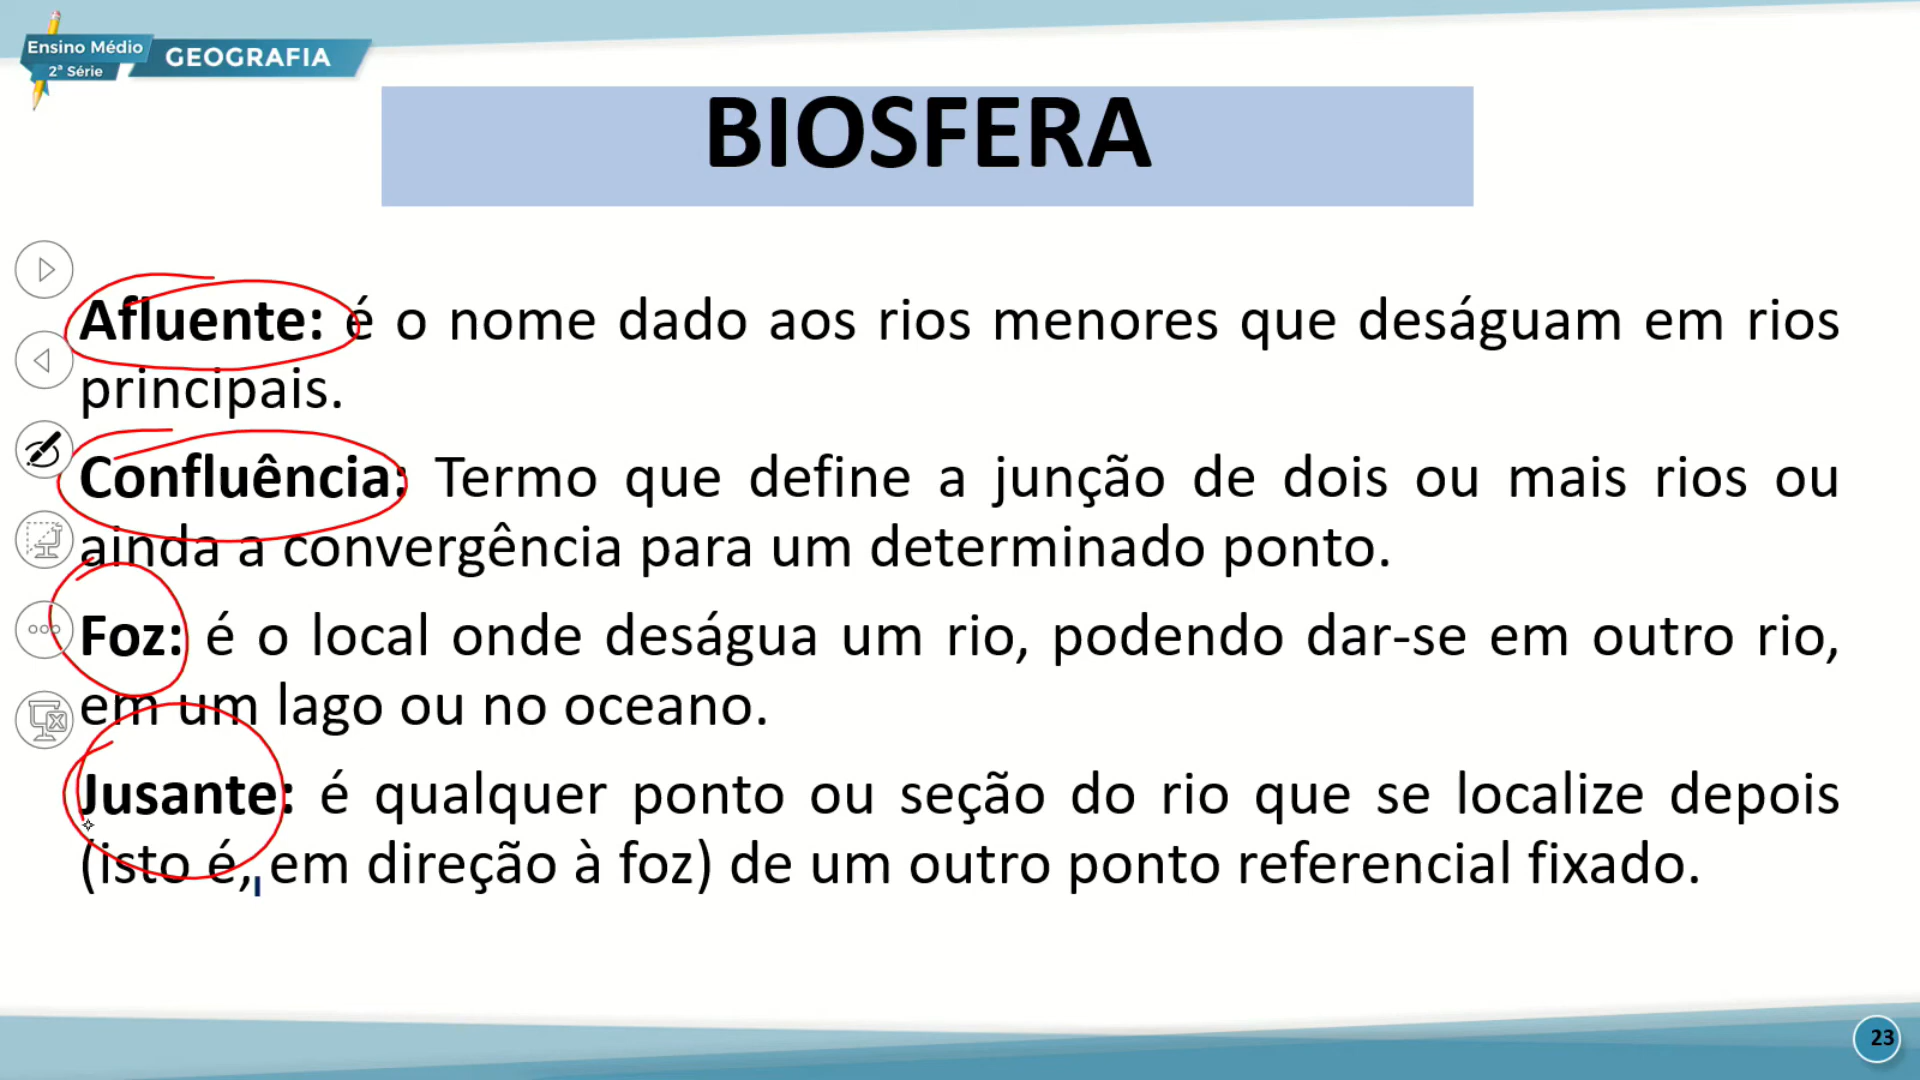 Ensino Médio
2ª Série
GEOGRAFIA
BIOSFERA
Afluente: é o nome dado aos rios menores que deságuam em rios
principais.
Confluência: Termo que define a junção de dois ou mais rios ou
ainda a convergência para um determinado ponto.
Foz: é o local onde deságua um rio, podendo dar-se em outro rio,
em um lago ou no oceano.
Jusante: é qualquer ponto ou seção do rio que se localize depois
(isto é, em direção à foz) de um outro ponto referencial fixado.
23